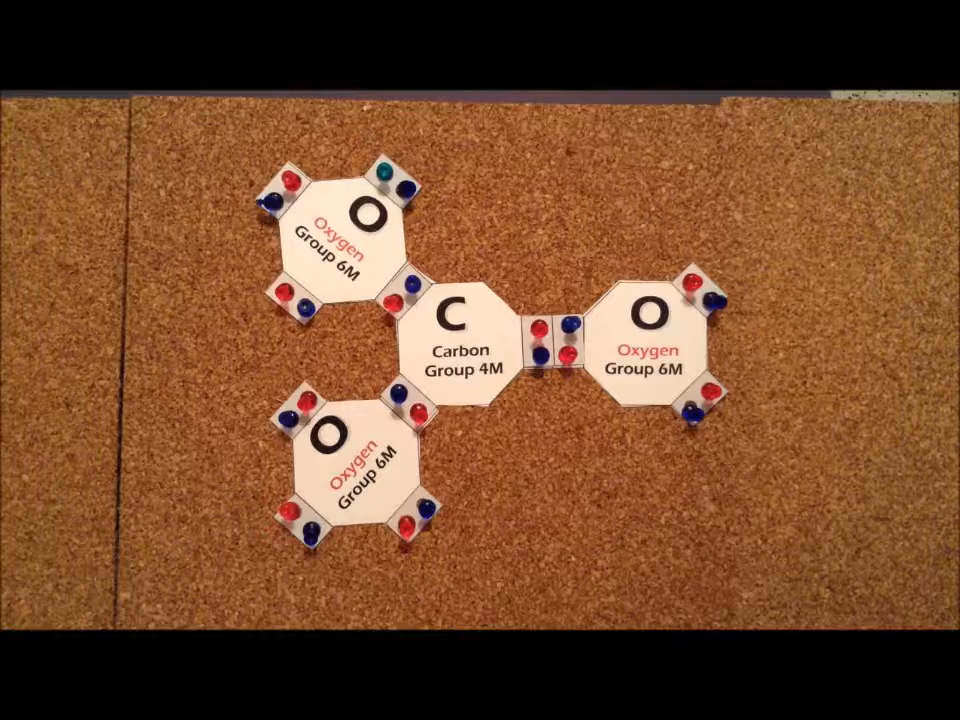 O
Oxygen
Group 6M
C
Carbon
Group 4M
O
Oxygen
Group 6M
O
Oxygen
Group 6M